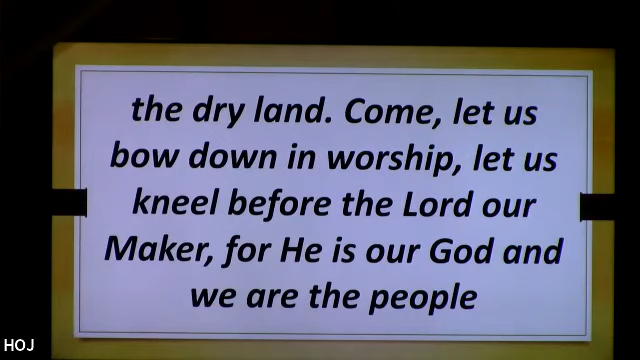 the dry land. Come, let us
bow down in worship, let us
kneel before the Lord our
Maker, for He is our God and
we are the people
HOJ